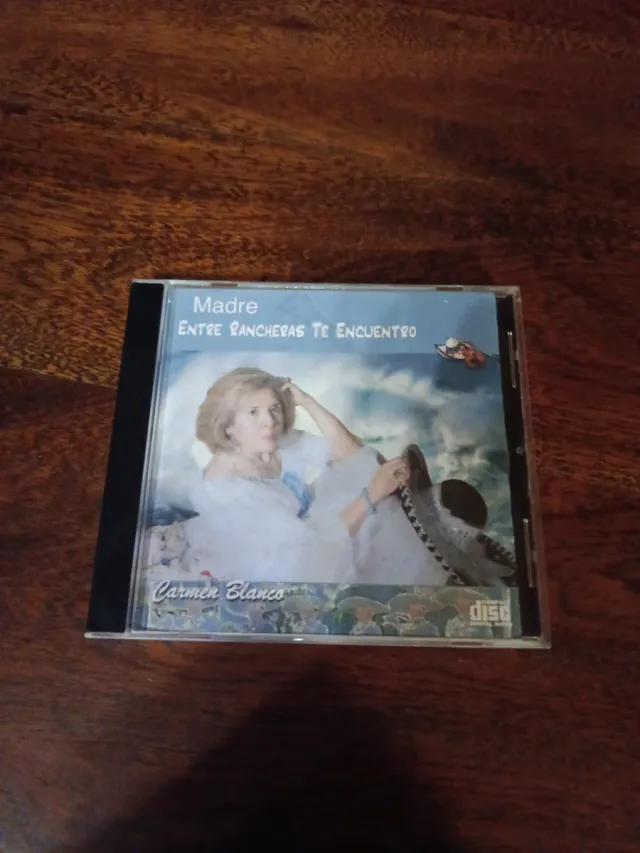 Madre
Entre Rancheras Te Encuentro
Carmen Blanco
disc